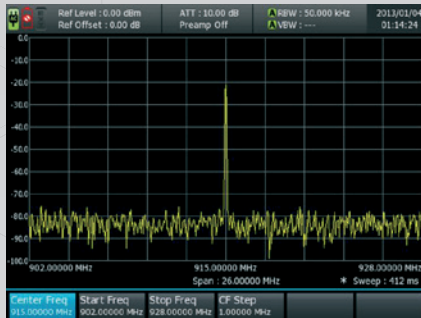 Ref Level : 0.00 dBm ATT : 10.00 dB RBW : 50.000 kHz 2013/01/04
Ref Offset : 0.00 dB Preamp Off VBW : --- 01:14:24
0.0
-10.0
-20.0
-30.0
-40.0
-50.0
-60.0
-70.0
-80.0
-90.0
-100.0
902.00000 MHz 915.00000 MHz 928.00000 MHz
Span : 26.00000 MHz * Sweep : 412 ms
Center Freq Start Freq Stop Freq CF Step
915.00000 MHz 902.00000 MHz 928.00000 MHz 1.00000 MHz